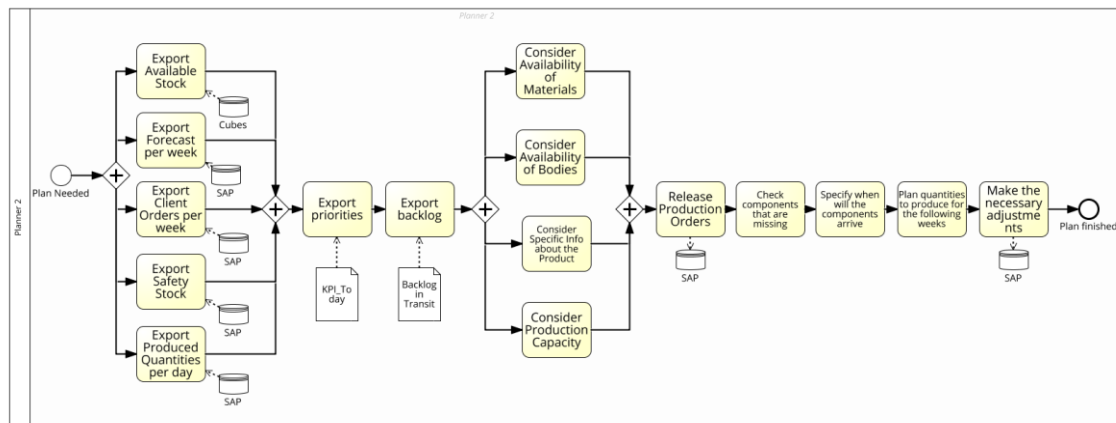 Planner 2
Planner 2
Plan Needed
Export
Available
Stock
Cubes
Export
Forecast
per week
SAP
Export
Client
Orders per
week
SAP
Export
Safety
Stock
SAP
Export
Produced
Quantities
per day
SAP
Export
priorities
KPI_To
day
Export
backlog
Backlog
in
Transit
Consider
Availability
of
Materials
Consider
Availability
of Bodies
Consider
Specific Info
about the
Product
Consider
Production
Capacity
Release
Production
Orders
SAP
Check
components
that are
missing
Specify when
will the
components
arrive
Plan quantities
to produce for
the following
weeks
Make the
necessary
adjustme
nts
SAP
Plan finished